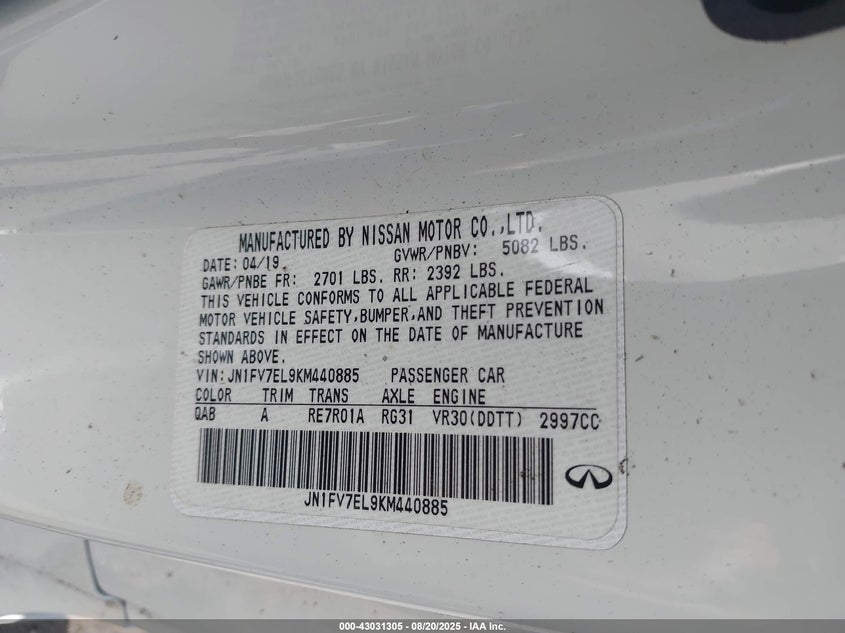 MANUFACTURED BY NISSAN MOTOR CO.,LTD.
DATE: 04/19. GVWR/PNBV: 5082 LBS.
GAWR/PNBE FR: 2701 LBS. RR: 2392 LBS.
THIS VEHICLE CONFORMS TO ALL APPLICABLE FEDERAL
MOTOR VEHICLE SAFETY,BUMPER,AND THEFT PREVENTION
STANDARDS IN EFFECT ON THE DATE OF MANUFACTURE
SHOWN ABOVE.
VIN:JN1FV7EL9KM440885 PASSENGER CAR
COLOR TRIM TRANS AXLE ENGINE
QAB A RE7R01A RG31 VR30(DDTT) 2997CC
JN1FV7EL9KM440885
000-43031305 - 08/20/2025 - IAA Inc.